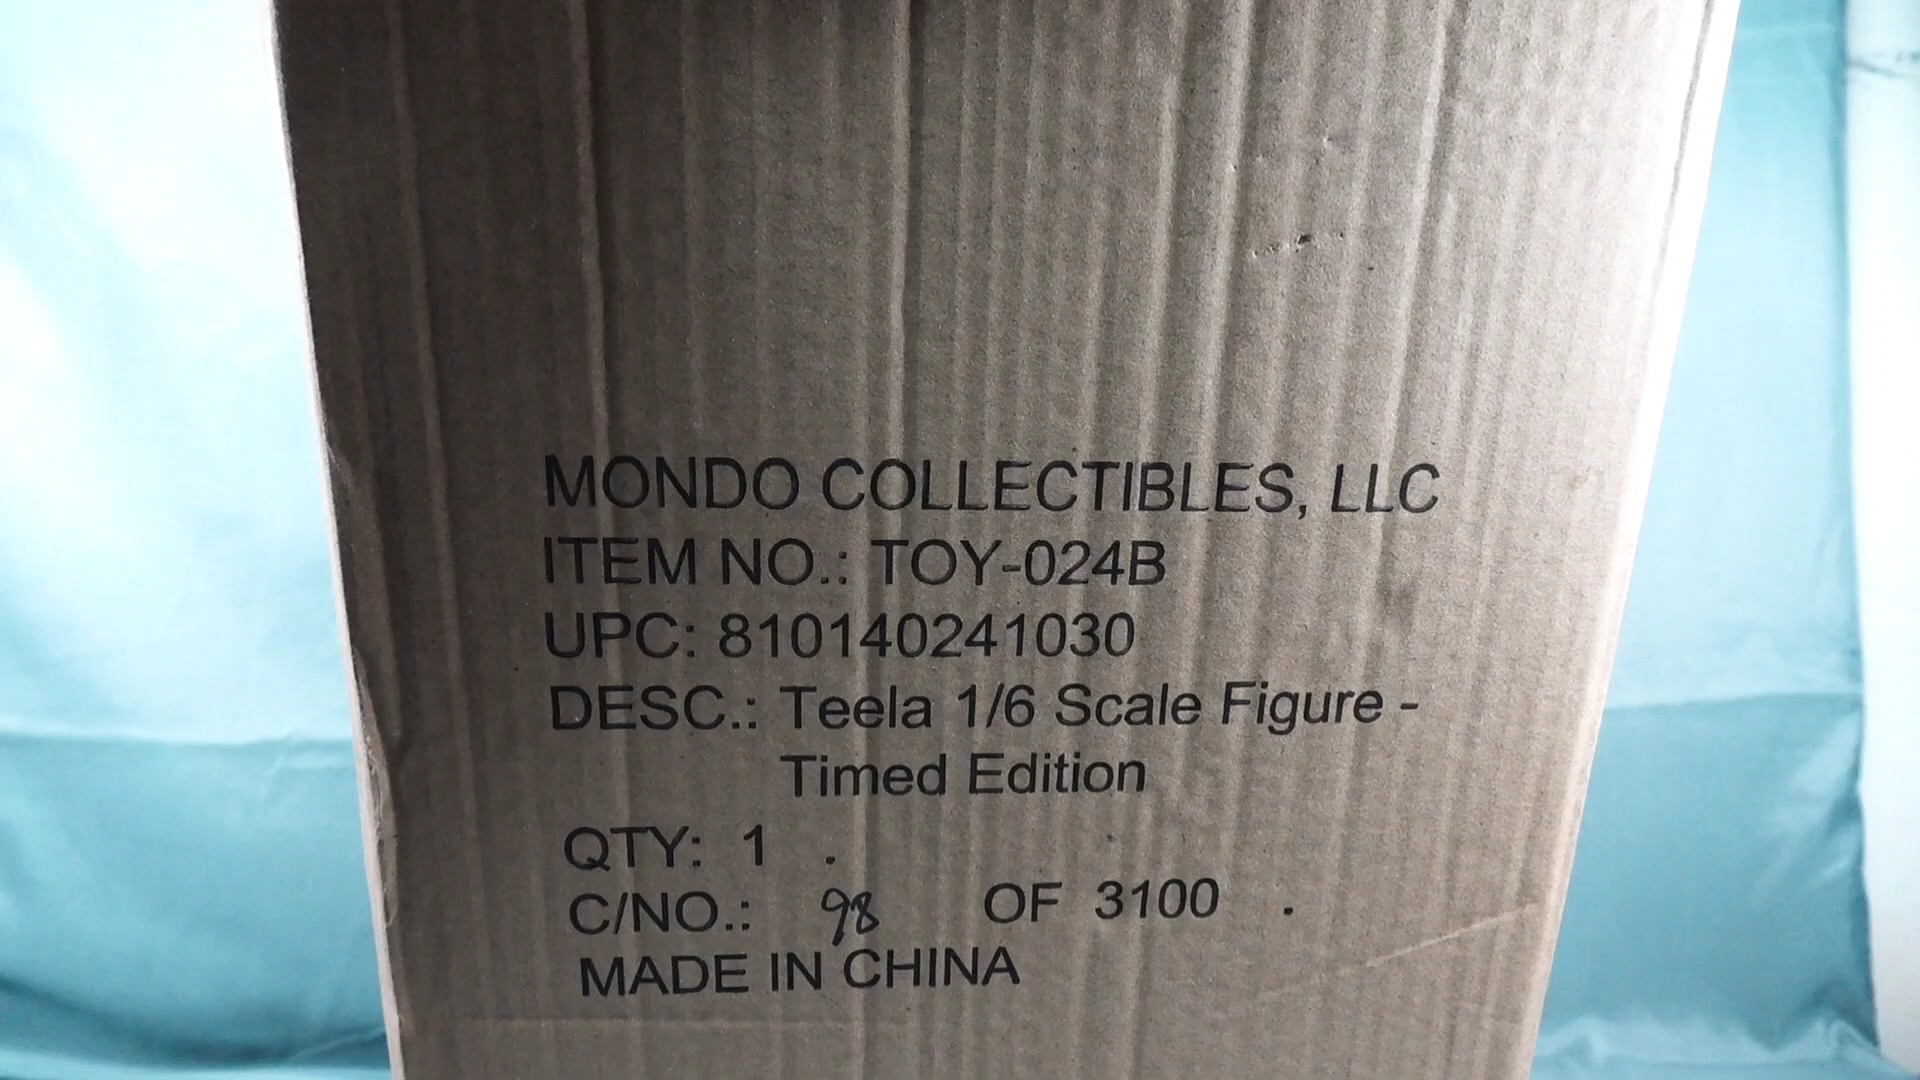 MONDO COLLECTIBLES, LLC
ITEM NO.: TOY-024B
UPC: 810140241030
DESC.: Teela 1/6 Scale Figure -
Timed Edition
QTY: 1 .
C/NO.: 98 OF 3100 .
MADE IN CHINA